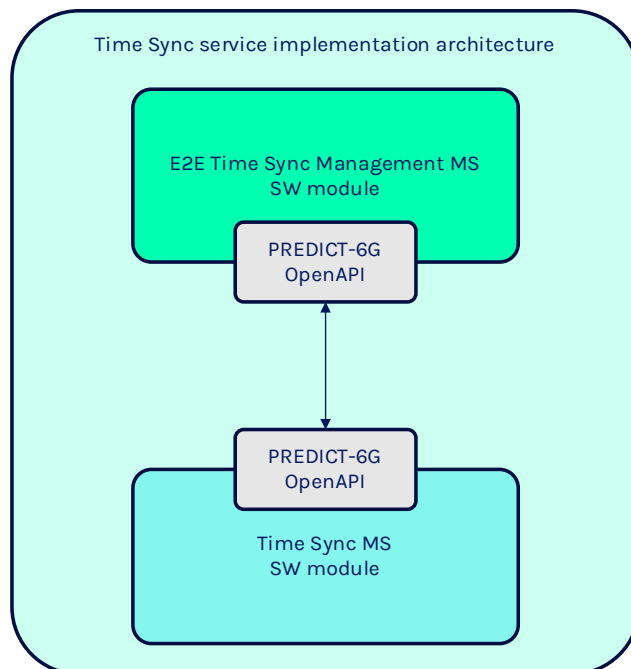 Time Sync service implementation architecture
E2E Time Sync Management MS
SW module
PREDICT-6G
OpenAPI
PREDICT-6G
OpenAPI
Time Sync MS
SW module